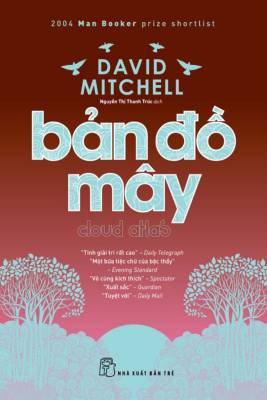 2004 Man Booker prize shortlist
DAVID
MITCHELL
Nguyễn Thị Thanh Trúc dịch
bản đồ
mây
cloud atlas
"Tính giải trí rất cao" – Daily Telegraph
"Một bữa tiệc chữ của bậc thầy"
– Evening Standard
"Vô cùng kích thích" – Spectator
"Xuất sắc" – Guardian
"Tuyệt vời" – Daily Mail
NHÀ XUẤT BẢN TRẺ